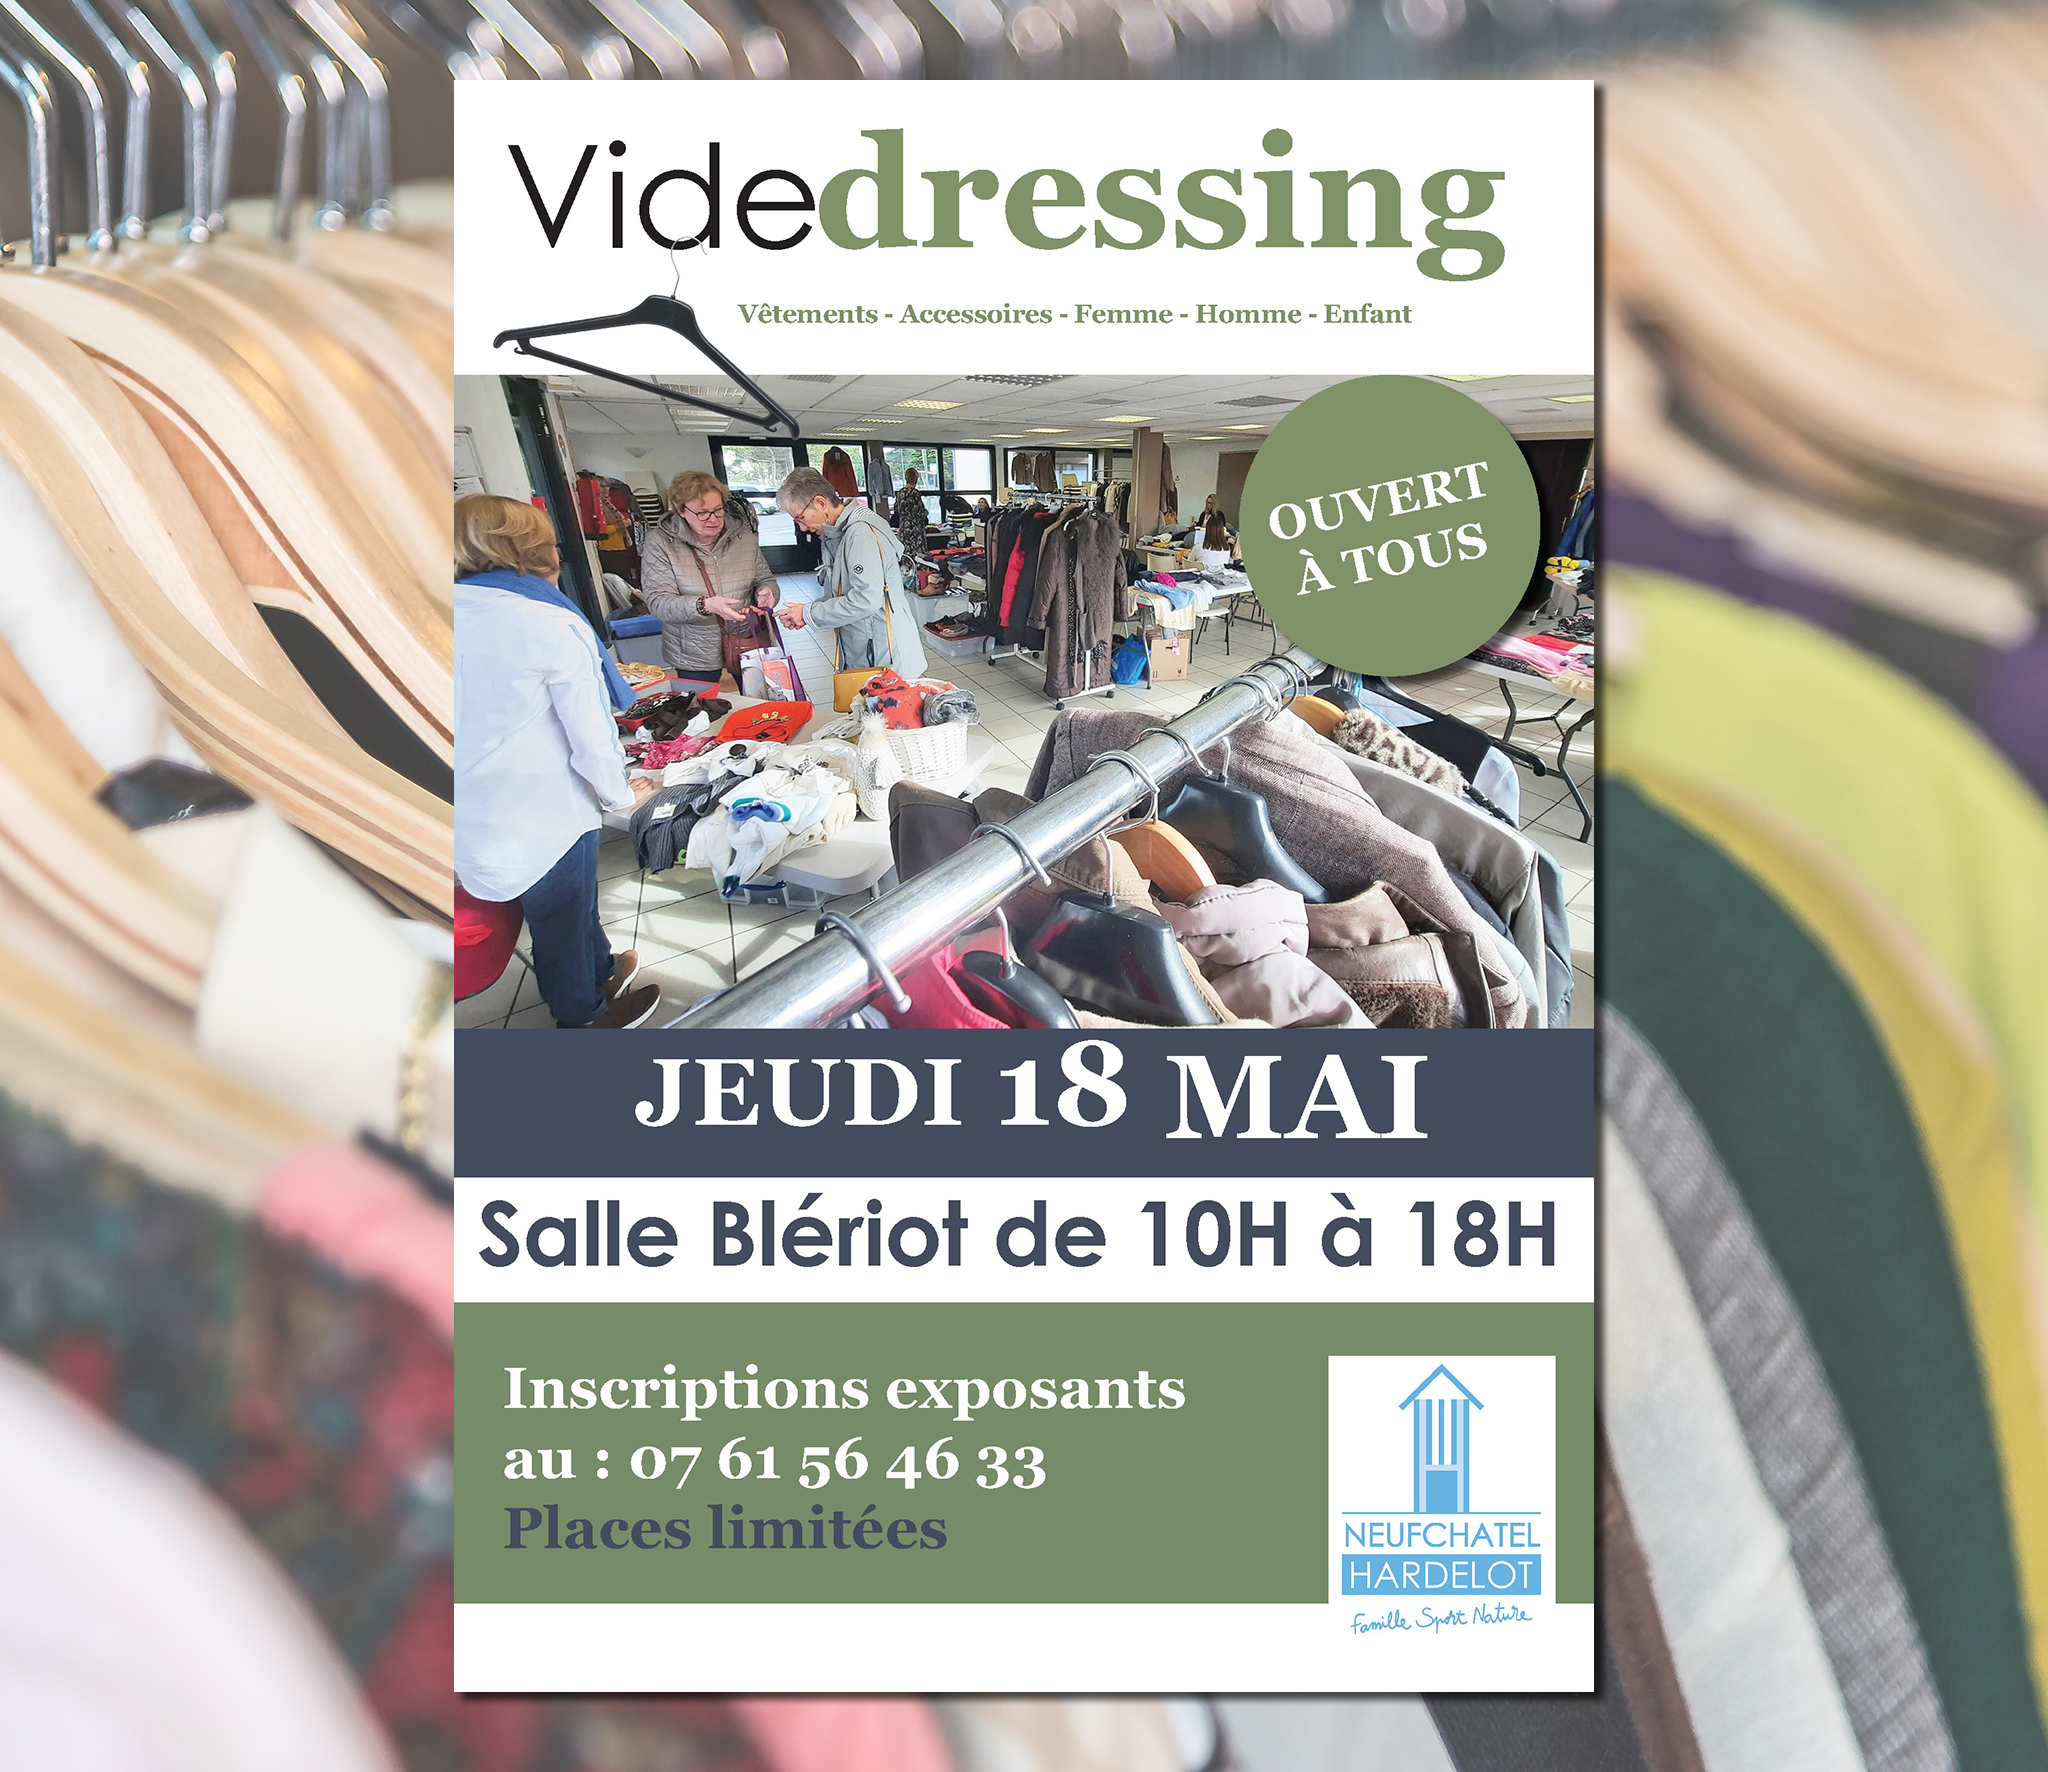 Videdressing
Vêtements - Accessoires - Femme - Homme - Enfant
OUVERT
À TOUS
JEUDI 18 MAI
Salle Blériot de 10H à 18H
Inscriptions exposants
au : 07 61 56 46 33
Places limitées
NEUFCHATEL
HARDELOT
Famille Sport Nature